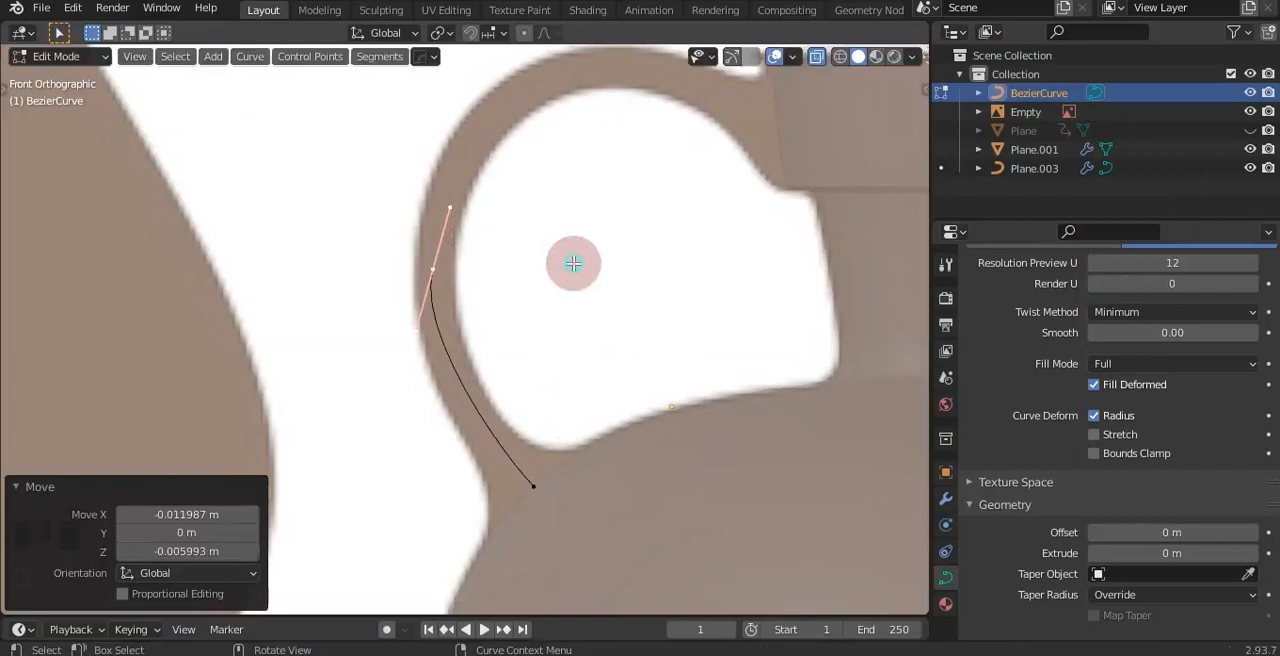 File Edit Render Window Help Layout Modeling Sculpting UV Editing Texture Paint Shading Animation Rendering Compositing Geometry Nod Scene View Layer
Global
Edit Mode View Select Add Curve Control Points Segments
Front Orthographic
(1) BezierCurve
Scene Collection
Collection
BezierCurve
Empty
Plane
Plane.001
Plane.003
Resolution Preview U 12
Render U 0
Twist Method Minimum
Smooth 0.00
Fill Mode Full
Fill Deformed
Curve Deform Radius
Stretch
Bounds Clamp
Texture Space
Geometry
Offset 0 m
Extrude 0 m
Taper Object
Taper Radius Override
Map Taper
Move
Move X -0.011987 m
Y 0 m
Z -0.005993 m
Orientation Global
Proportional Editing
Playback Keying View Marker 1 Start 1 End 250
Select Box Select Rotate View Curve Context Menu 2.93.7